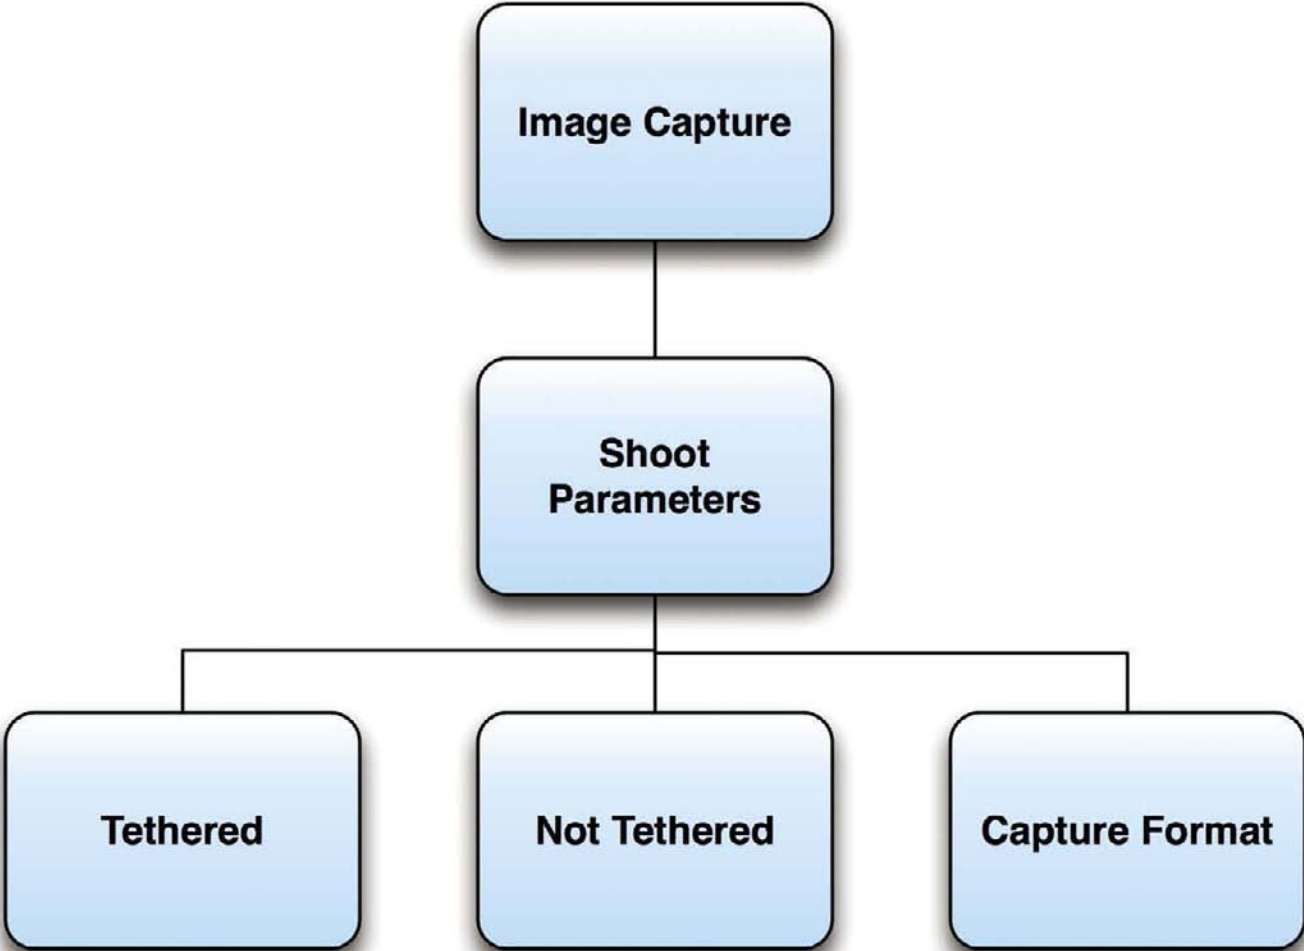 Image Capture
Shoot
Parameters
Tethered
Not Tethered
Capture Format